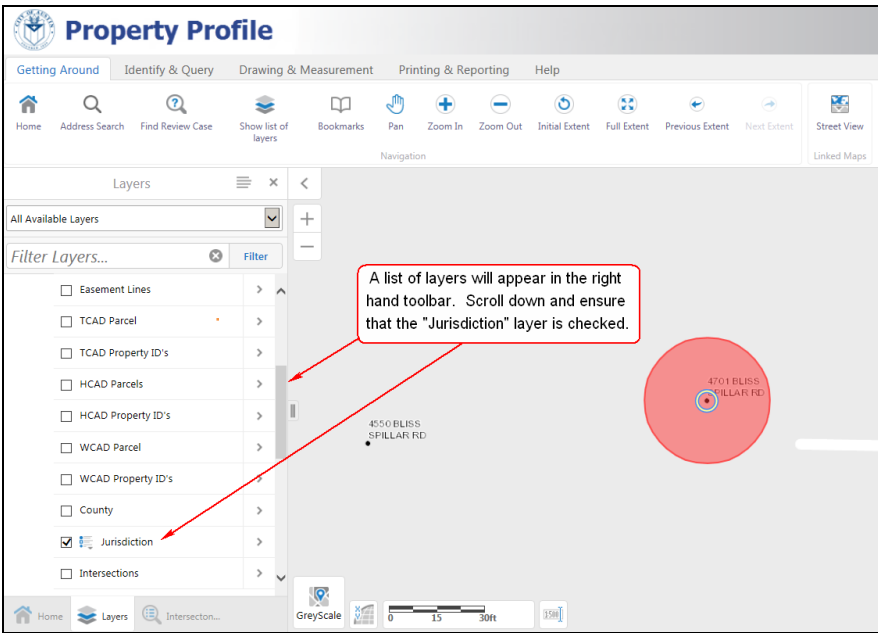 CITY OF AUSTIN
Property Profile
Getting Around Identify & Query Drawing & Measurement Printing & Reporting Help
Home Address Search Find Review Case Show list of layers Bookmarks Pan Zoom In Zoom Out Initial Extent Full Extent Previous Extent Next Extent Street View
Navigation Linked Maps
Layers
All Available Layers
Filter Layers... Filter
Easement Lines
TCAD Parcel
TCAD Property ID's
HCAD Parcels
HCAD Property ID's
WCAD Parcel
WCAD Property ID's
County
Jurisdiction
Intersections
Home Layers Intersecton...
A list of layers will appear in the right
hand toolbar. Scroll down and ensure
that the "Jurisdiction" layer is checked.
4550 BLISS
SPILLAR RD
4701 BLISS
SPILLAR RD
GreyScale
0 15 30ft
1500